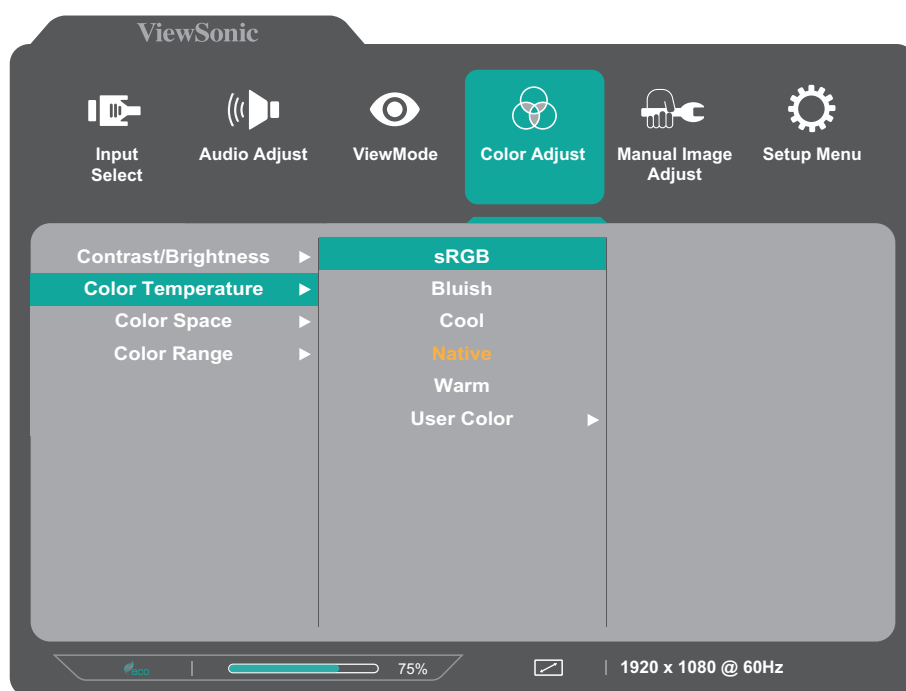 ViewSonic
Input
Select
Audio Adjust
ViewMode
Color Adjust
Manual Image
Adjust
Setup Menu
Contrast/Brightness
Color Temperature
Color Space
Color Range
sRGB
Bluish
Cool
Native
Warm
User Color
eco
75%
1920 x 1080 @ 60Hz